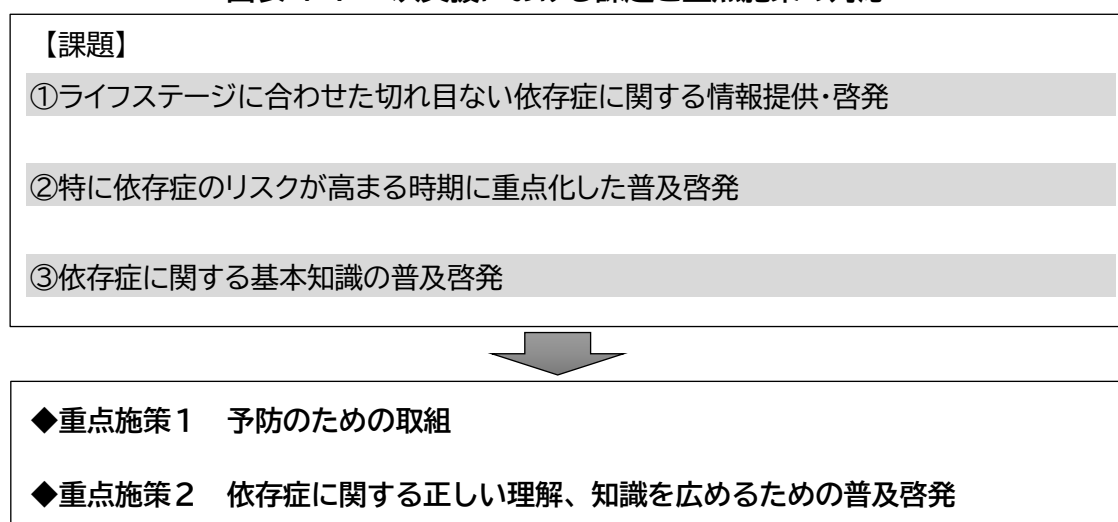 【課題】
①ライフステージに合わせた切れ目ない依存症に関する情報提供・啓発
②特に依存症のリスクが高まる時期に重点化した普及啓発
③依存症に関する基本知識の普及啓発
◆重点施策1 予防のための取組
◆重点施策2 依存症に関する正しい理解、知識を広めるための普及啓発